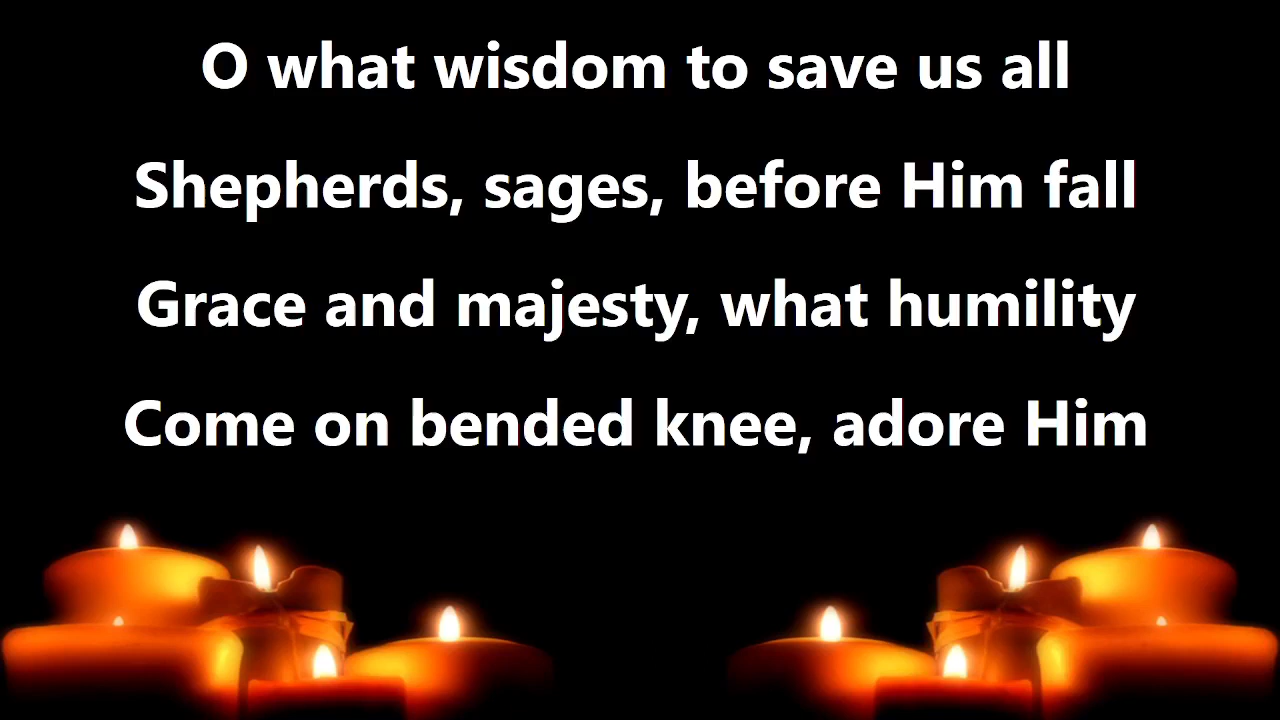 O what wisdom to save us all
Shepherds, sages, before Him fall
Grace and majesty, what humility
Come on bended knee, adore Him